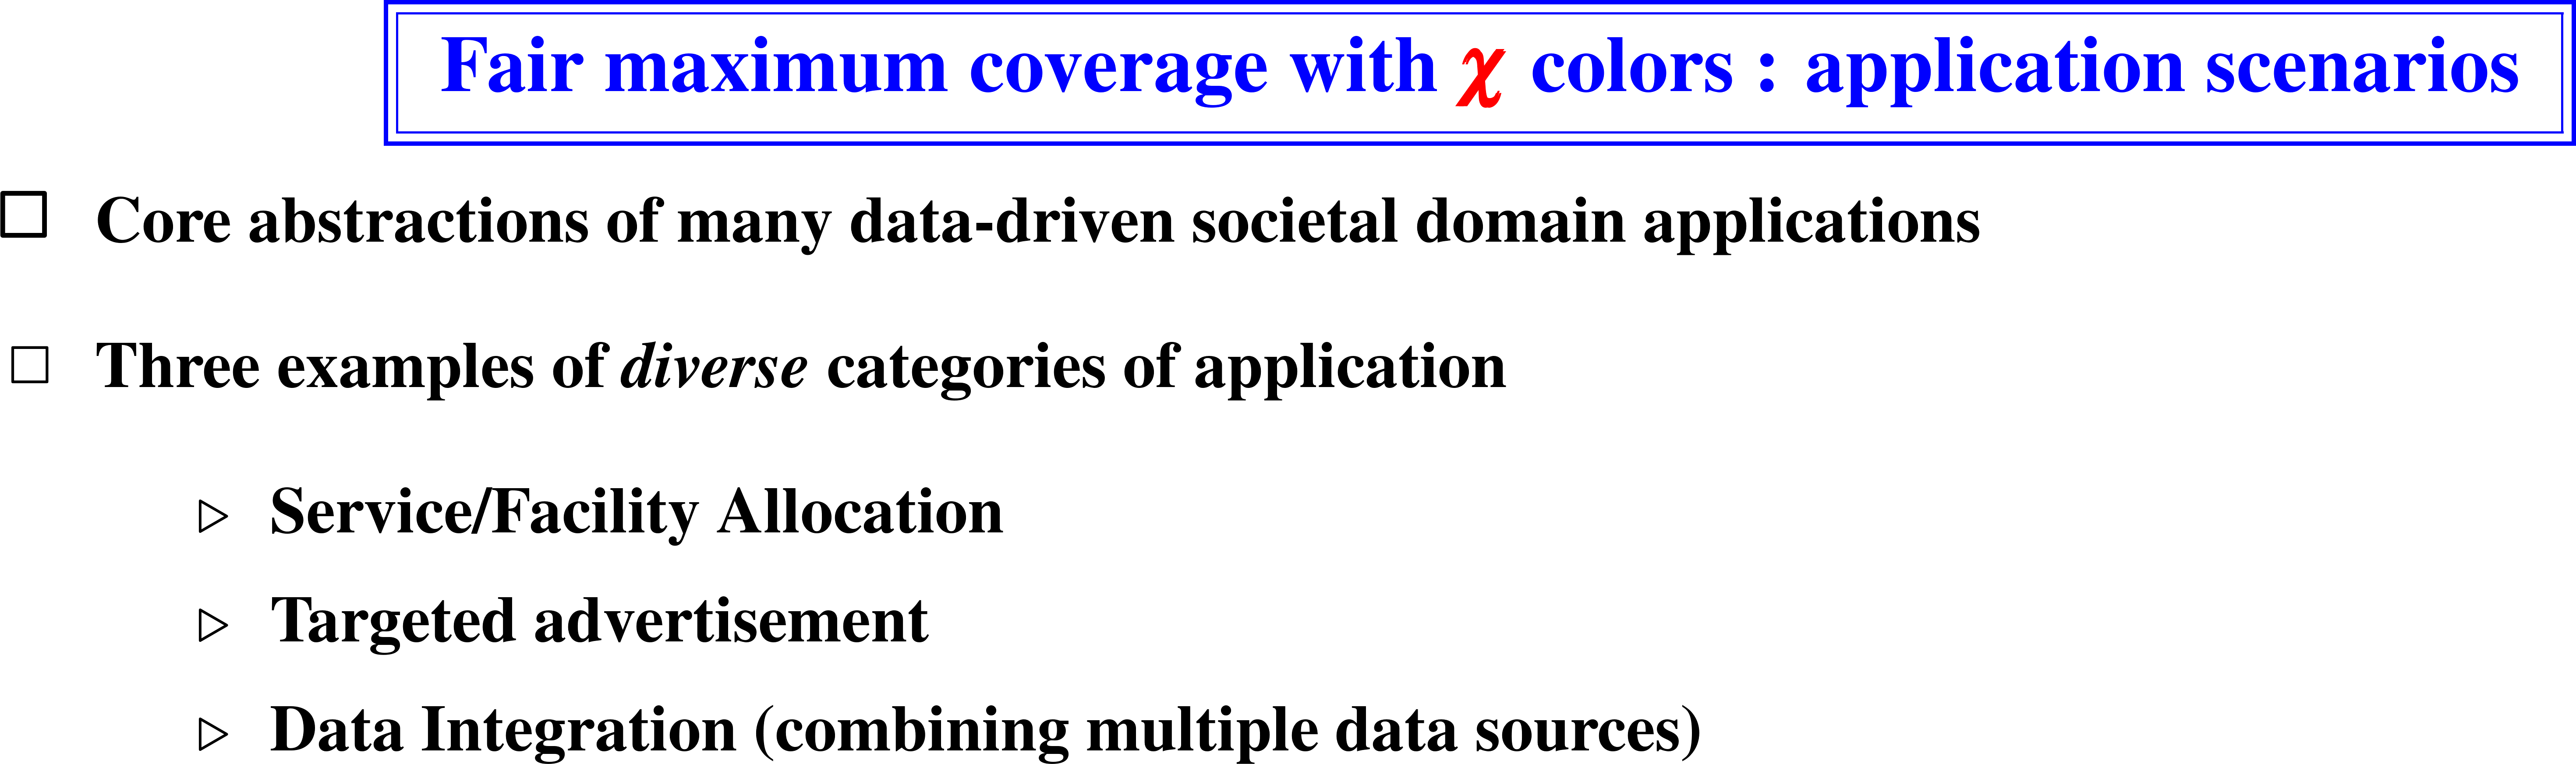 Fair maximum coverage with χ colors : application scenarios
Core abstractions of many data-driven societal domain applications
Three examples of diverse categories of application
Service/Facility Allocation
Targeted advertisement
Data Integration (combining multiple data sources)